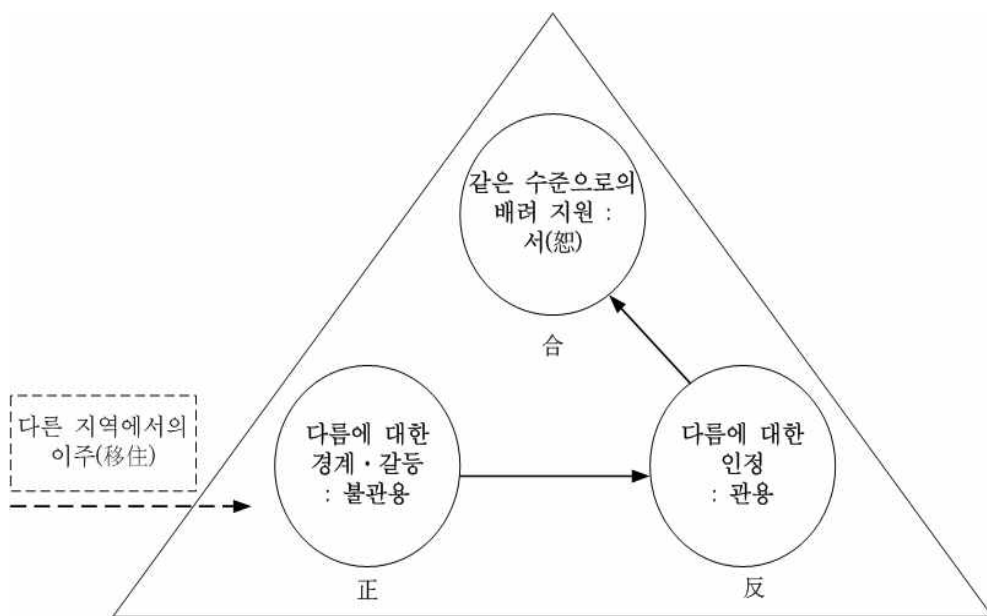 같은 수준으로의
배려 지원 :
서(恕)
合
다른 지역에서의
이주(移住)
다름에 대한
경계·갈등
: 불관용
正
다름에 대한
인정
: 관용
反